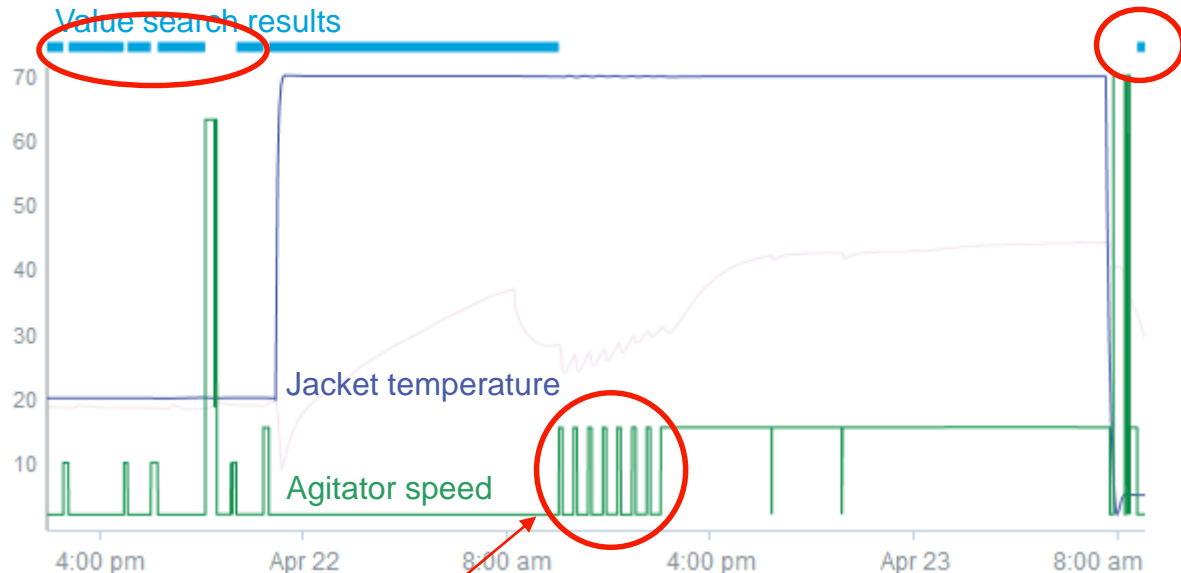 Value search results
70
60
50
40
30
20
10
Jacket temperature
Agitator speed
4:00 pm Apr 22 8:00 am 4:00 pm Apr 23 8:00 am